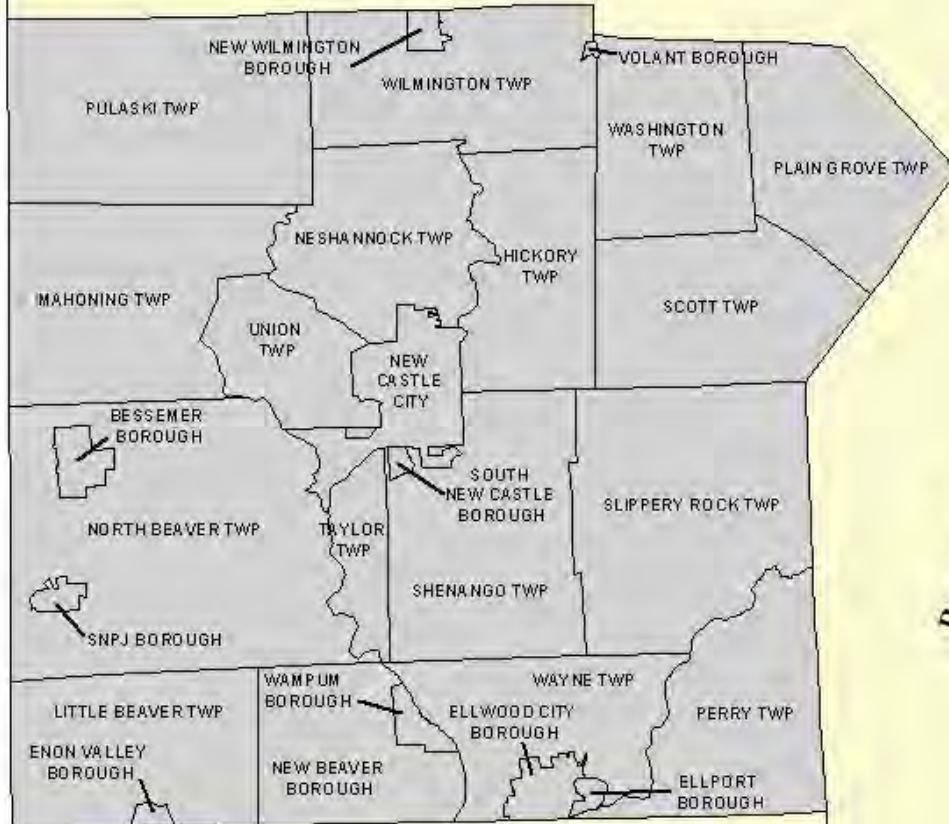 NEW WILMINGTON
BOROUGH
VOLANT BOROUGH
WILMINGTON TWP
PULASKI TWP
WASHINGTON
TWP
PLAIN GROVE TWP
NESHANNOCK TWP
HICKORY
TWP
MAHONING TWP
SCOTT TWP
UNION
TWP
NEW
CASTLE
CITY
BESSEMER
BOROUGH
SOUTH
NEW CASTLE
BOROUGH
SLIPPERY ROCK TWP
NORTH BEAVER TWP
TAYLOR
TWP
SHENANGO TWP
SNPJ BOROUGH
WAMPUM
BOROUGH
WAYNE TWP
LITTLE BEAVER TWP
ELLWOOD CITY
BOROUGH
PERRY TWP
ENON VALLEY
BOROUGH
NEW BEAVER
BOROUGH
ELLPORT
BOROUGH